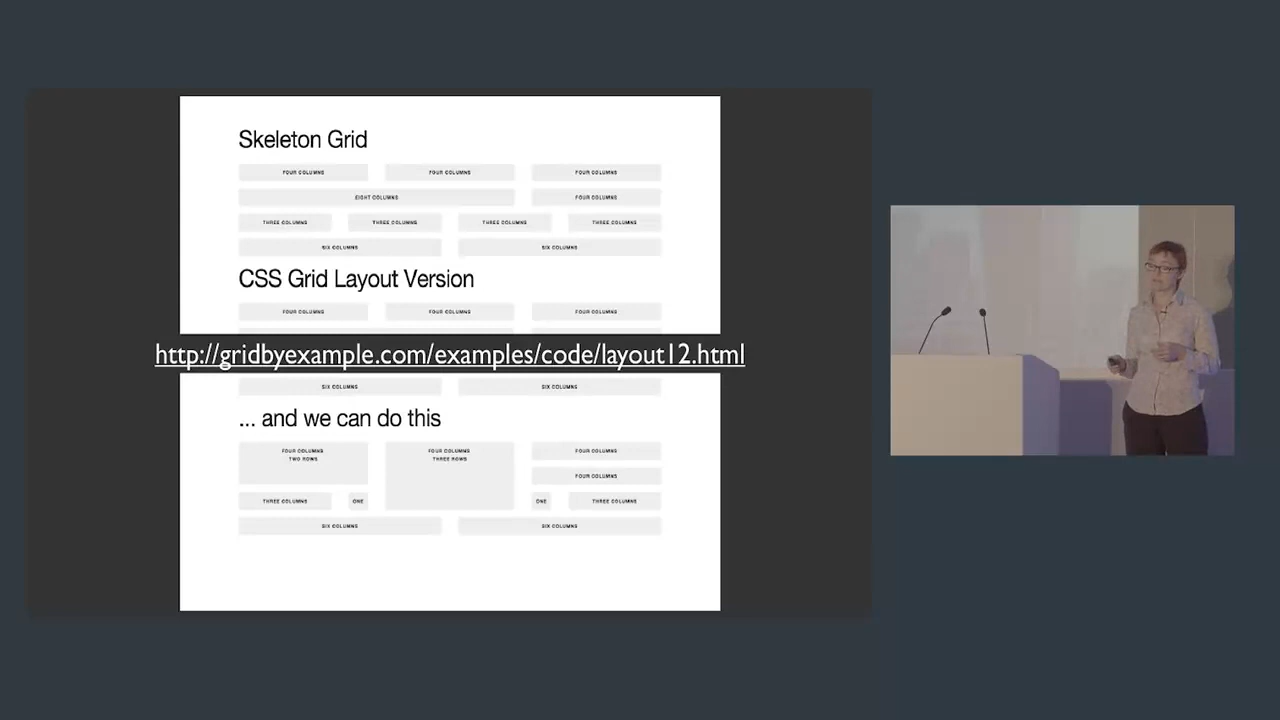 Skeleton Grid
FOUR COLUMNS FOUR COLUMNS FOUR COLUMNS
EIGHT COLUMNS FOUR COLUMNS
THREE COLUMNS THREE COLUMNS THREE COLUMNS THREE COLUMNS
SIX COLUMNS SIX COLUMNS
CSS Grid Layout Version
FOUR COLUMNS FOUR COLUMNS FOUR COLUMNS
http://gridbyexample.com/examples/code/layout12.html
SIX COLUMNS SIX COLUMNS
... and we can do this
FOUR COLUMNS FOUR COLUMNS FOUR COLUMNS
TWO ROWS THREE ROWS
FOUR COLUMNS
THREE COLUMNS ONE ONE THREE COLUMNS
SIX COLUMNS SIX COLUMNS